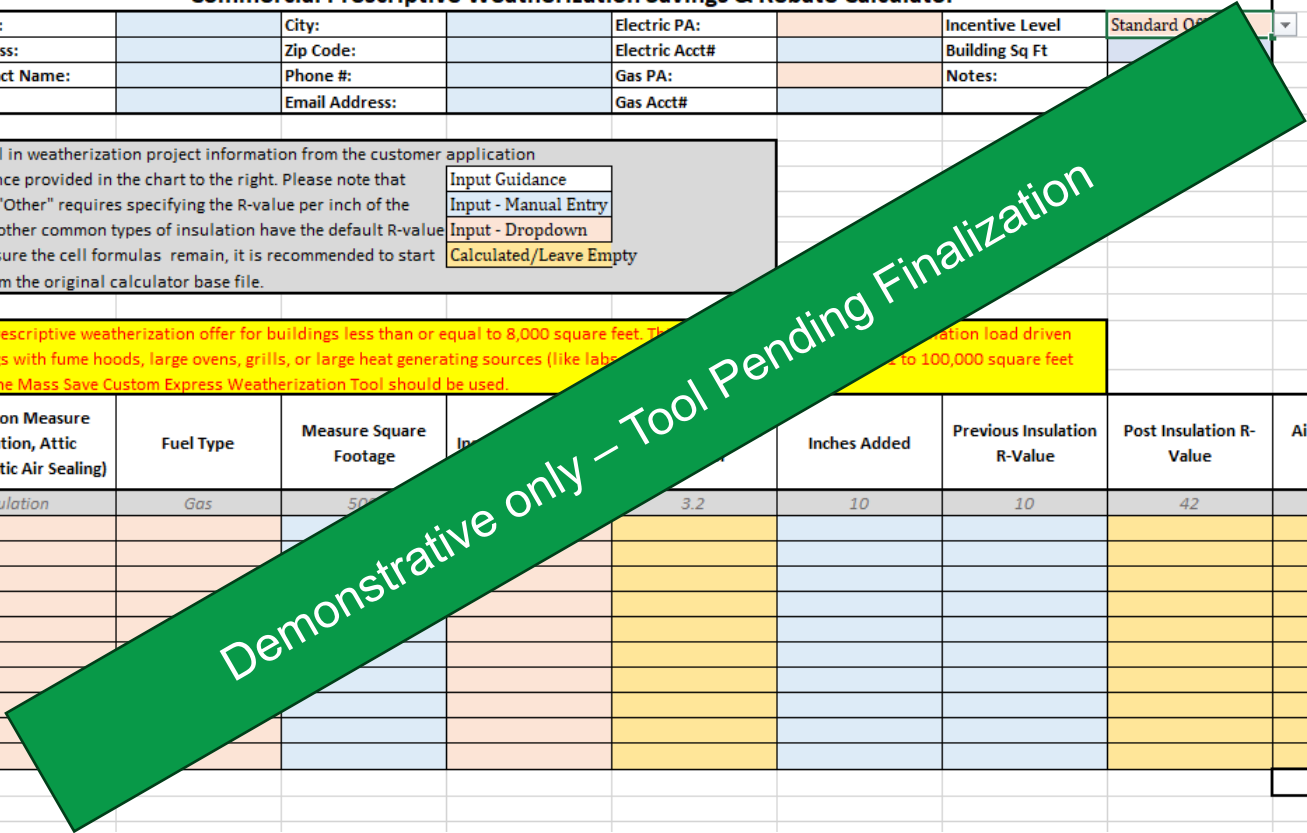 Commercial Prescriptive Weatherization Savings & Rebate Calculator
: City: Electric PA: Incentive Level Standard
ss: Zip Code: Electric Acct# Building Sq Ft
ct Name: Phone #: Gas PA: Notes:
Email Address: Gas Acct#
l in weatherization project information from the customer application
nce provided in the chart to the right. Please note that Input Guidance
"Other" requires specifying the R-value per inch of the Input - Manual Entry
other common types of insulation have the default R-value Input - Dropdown
sure the cell formulas remain, it is recommended to start Calculated/Leave Empty
m the original calculator base file.
escriptive weatherization offer for buildings less than or equal to 8,000 square feet. ation load driven
s with fume hoods, large ovens, grills, or large heat generating sources (like labs to 100,000 square feet
he Mass Save Custom Express Weatherization Tool should be used.
on Measure
tion, Attic
tic Air Sealing)
Fuel Type
Measure Square
Footage
Inches Added
Previous Insulation
R-Value
Post Insulation R-
Value
Ai
ulation Gas 3.2 10 10 42
Demonstrative only – Tool Pending Finalization